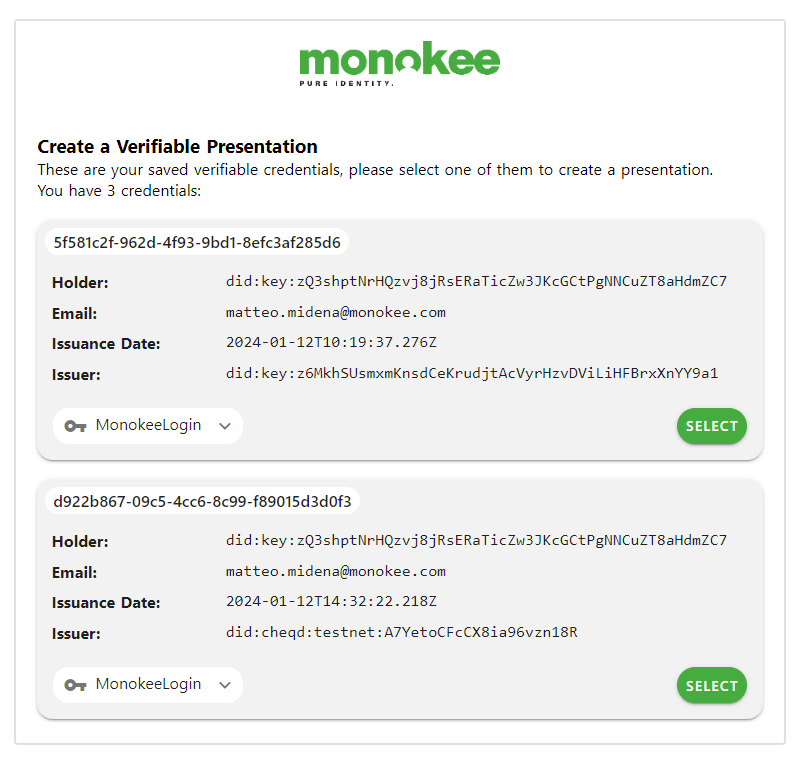 monokee
PURE IDENTITY.
Create a Verifiable Presentation
These are your saved verifiable credentials, please select one of them to create a presentation.
You have 3 credentials:
5f581c2f-962d-4f93-9bd1-8efc3af285d6
Holder: did:key:zQ3shptNrHQzvj8jRsERaTicZw3JKcGCtPgNNCuZT8aHdmZC7
Email: matteo.midena@monokee.com
Issuance Date: 2024-01-12T10:19:37.276Z
Issuer: did:key:z6MkhSUsmxmKnsdCeKrudjtAcVyrHzvDViLiHFBrxXnYY9a1
MonokeeLogin SELECT
d922b867-09c5-4cc6-8c99-f89015d3d0f3
Holder: did:key:zQ3shptNrHQzvj8jRsERaTicZw3JKcGCtPgNNCuZT8aHdmZC7
Email: matteo.midena@monokee.com
Issuance Date: 2024-01-12T14:32:22.218Z
Issuer: did:cheqd:testnet:A7YetoCFcCX8ia96vzn18R
MonokeeLogin SELECT